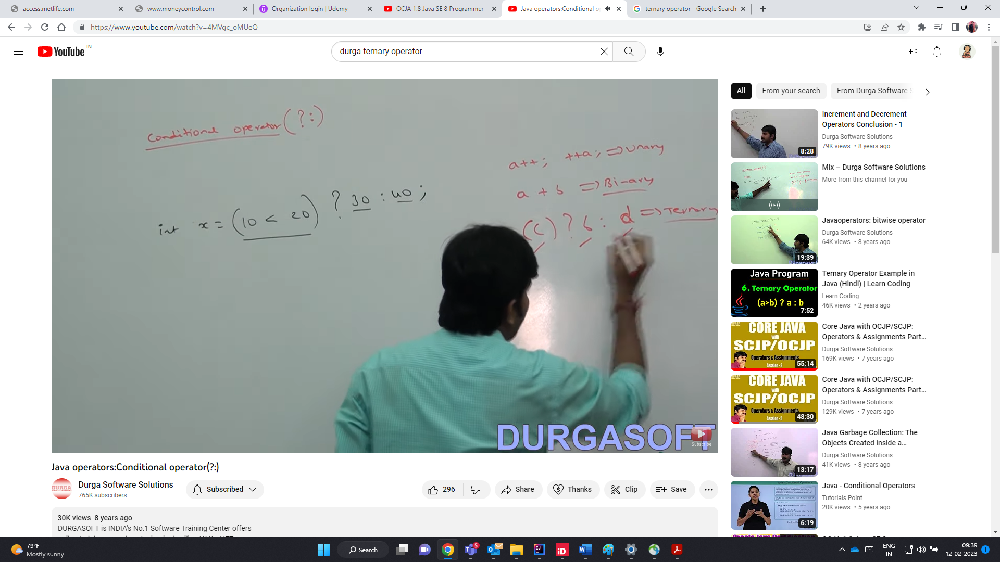 access.metlife.com
www.moneycontrol.com
Organization login | Udemy
OCJA 1.8 Java SE 8 Programmer
Java operators:Conditional o
ternary operator - Google Search
https://www.youtube.com/watch?v=4MVgc_oMUeQ
YouTube IN
durga ternary operator
conditional operator (?:)
int x = (10 < 20) ? 30 : 40;
a++; ++a; => Unary
a + b => Binary
(c) ? b : d => Ternary
DURGASOFT
Subscribe
Java operators:Conditional operator(?:)
DURGA
Durga Software Solutions
765K subscribers
Subscribed
296
Share
Thanks
Clip
Save
30K views 8 years ago
DURGASOFT is INDIA's No.1 Software Training Center offers
All
From your search
From Durga Software S
8:28
Increment and Decrement
Operators Conclusion - 1
Durga Software Solutions
79K views • 8 years ago
Mix – Durga Software Solutions
More from this channel for you
19:39
Javaoperators: bitwise operator
Durga Software Solutions
64K views • 8 years ago
Java Program
6. Ternary Operator
(a>b) ? a : b
7:52
Ternary Operator Example in
Java (Hindi) | Learn Coding
Learn Coding
46K views • 2 years ago
CORE JAVA
with
SCJP/OCJP
Operators & Assignments
Session - 3
55:14
Core Java with OCJP/SCJP:
Operators & Assignments Part...
Durga Software Solutions
169K views • 7 years ago
CORE JAVA
with
SCJP/OCJP
Operators & Assignments
Session - 5
48:30
Core Java with OCJP/SCJP:
Operators & Assignments Part...
Durga Software Solutions
129K views • 7 years ago
13:17
Java Garbage Collection: The
Objects Created inside a...
Durga Software Solutions
41K views • 8 years ago
Java - Conditional Operators
6:19
Java - Conditional Operators
Tutorials Point
20K views • 5 years ago
79°F
Mostly sunny
Search
5
ENG
IN
09:39
12-02-2023
1